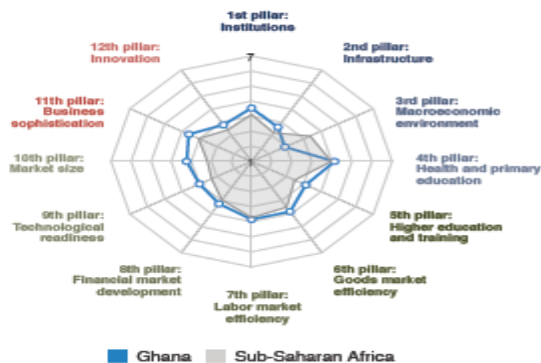 1st pillar:
Institutions
2nd pillar:
Infrastructure
3rd pillar:
Macroeconomic
environment
4th pillar:
Health and primary
education
5th pillar:
Higher education
and training
6th pillar:
Goods market
efficiency
7th pillar:
Labor market
efficiency
8th pillar:
Financial market
development
9th pillar:
Technological
readiness
10th pillar:
Market size
11th pillar:
Business
sophistication
12th pillar:
Innovation
7
1
Ghana Sub-Saharan Africa